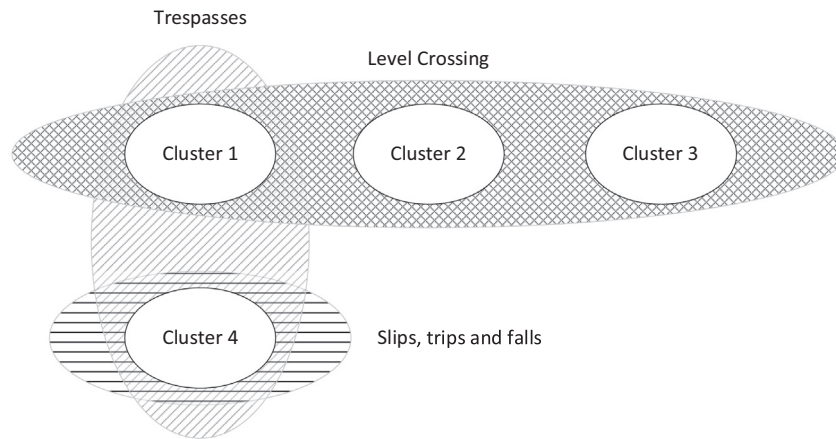 Trespasses
Level Crossing
Cluster 1
Cluster 2
Cluster 3
Cluster 4
Slips, trips and falls